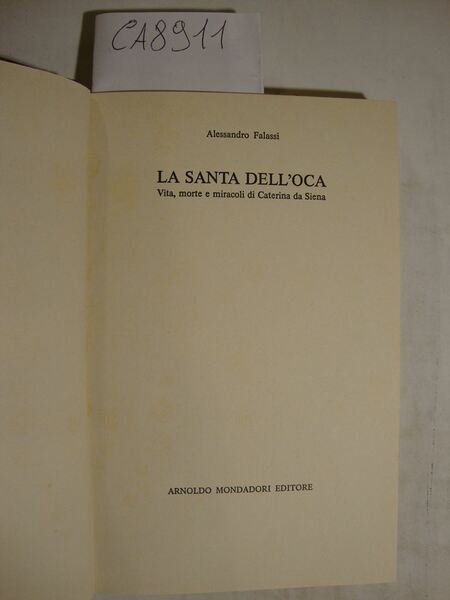 CA8911
Alessandro Falassi
LA SANTA DELL'OCA
Vita, morte e miracoli di Caterina da Siena
ARNOLDO MONDADORI EDITORE